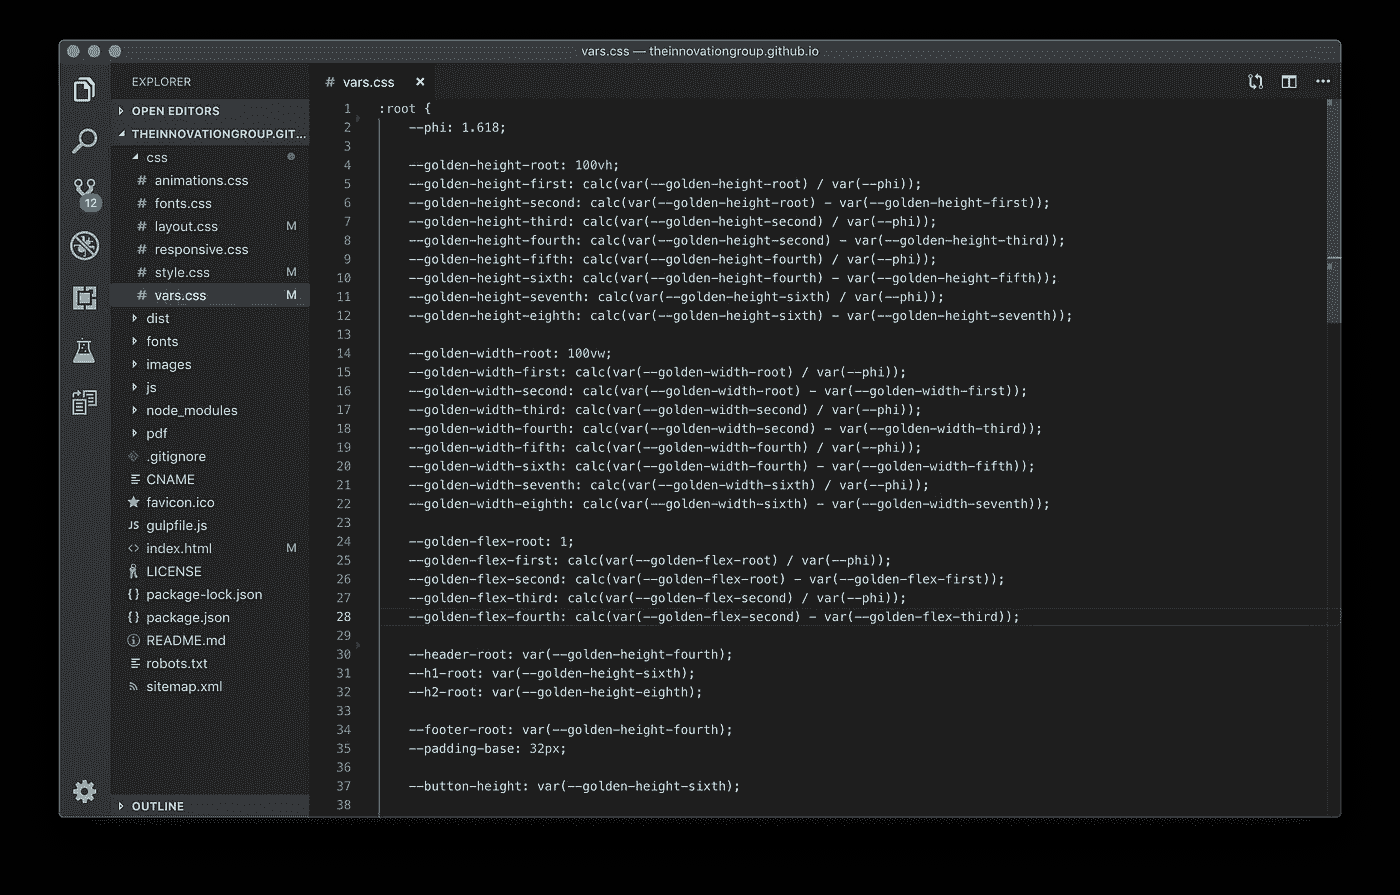 vars.css — theinnovationgroup.github.io
EXPLORER
OPEN EDITORS
THEINNOVATIONGROUP.GIT...
css
# animations.css
# fonts.css
# layout.css M
# responsive.css
# style.css M
# vars.css M
dist
fonts
images
js
node_modules
pdf
.gitignore
CNAME
favicon.ico
JS gulpfile.js
<> index.html M
LICENSE
{} package-lock.json
{} package.json
README.md
robots.txt
sitemap.xml
OUTLINE
12
# vars.css ×
1 :root {
2 --phi: 1.618;
3
4 --golden-height-root: 100vh;
5 --golden-height-first: calc(var(--golden-height-root) / var(--phi));
6 --golden-height-second: calc(var(--golden-height-root) - var(--golden-height-first));
7 --golden-height-third: calc(var(--golden-height-second) / var(--phi));
8 --golden-height-fourth: calc(var(--golden-height-second) - var(--golden-height-third));
9 --golden-height-fifth: calc(var(--golden-height-fourth) / var(--phi));
10 --golden-height-sixth: calc(var(--golden-height-fourth) - var(--golden-height-fifth));
11 --golden-height-seventh: calc(var(--golden-height-sixth) / var(--phi));
12 --golden-height-eighth: calc(var(--golden-height-sixth) - var(--golden-height-seventh));
13
14 --golden-width-root: 100vw;
15 --golden-width-first: calc(var(--golden-width-root) / var(--phi));
16 --golden-width-second: calc(var(--golden-width-root) - var(--golden-width-first));
17 --golden-width-third: calc(var(--golden-width-second) / var(--phi));
18 --golden-width-fourth: calc(var(--golden-width-second) - var(--golden-width-third));
19 --golden-width-fifth: calc(var(--golden-width-fourth) / var(--phi));
20 --golden-width-sixth: calc(var(--golden-width-fourth) - var(--golden-width-fifth));
21 --golden-width-seventh: calc(var(--golden-width-sixth) / var(--phi));
22 --golden-width-eighth: calc(var(--golden-width-sixth) - var(--golden-width-seventh));
23
24 --golden-flex-root: 1;
25 --golden-flex-first: calc(var(--golden-flex-root) / var(--phi));
26 --golden-flex-second: calc(var(--golden-flex-root) - var(--golden-flex-first));
27 --golden-flex-third: calc(var(--golden-flex-second) / var(--phi));
28 --golden-flex-fourth: calc(var(--golden-flex-second) - var(--golden-flex-third));
29
30 --header-root: var(--golden-height-fourth);
31 --h1-root: var(--golden-height-sixth);
32 --h2-root: var(--golden-height-eighth);
33
34 --footer-root: var(--golden-height-fourth);
35 --padding-base: 32px;
36
37 --button-height: var(--golden-height-sixth);
38